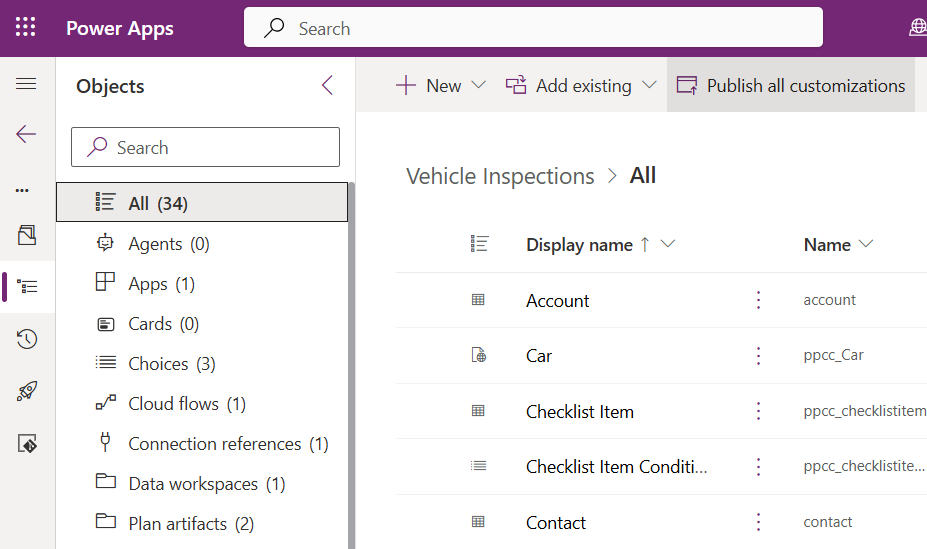 Power Apps
Search
Objects
New
Add existing
Publish all customizations
Search
Vehicle Inspections > All
All (34)
Agents (0)
Apps (1)
Cards (0)
Choices (3)
Cloud flows (1)
Connection references (1)
Data workspaces (1)
Plan artifacts (2)
Display name ↑ Name
Account account
Car ppcc_Car
Checklist Item ppcc_checklistitem
Checklist Item Conditi... ppcc_checklistite...
Contact contact